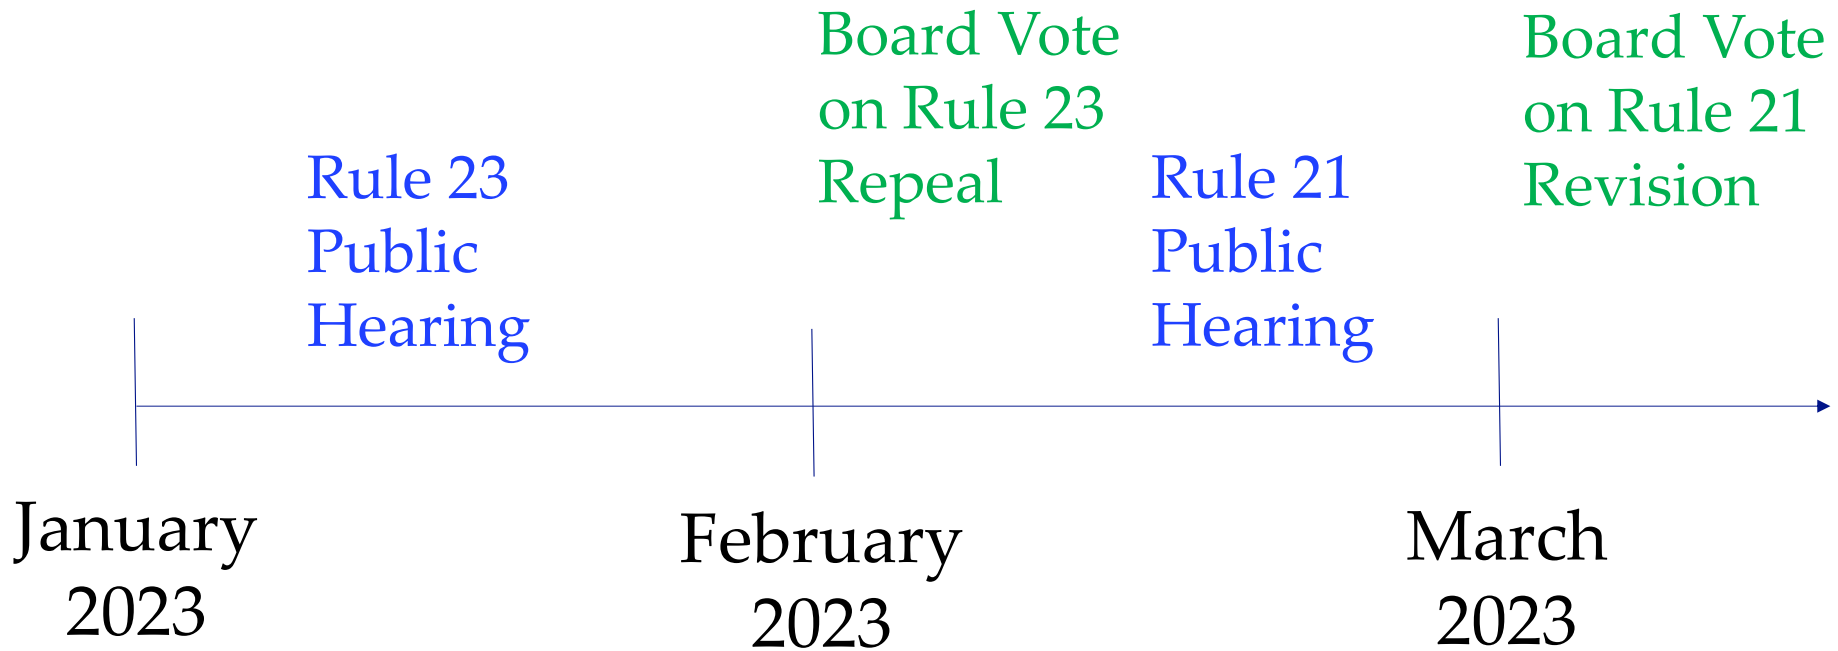 Rule 23
Public
Hearing
Board Vote
on Rule 23
Repeal
Rule 21
Public
Hearing
Board Vote
on Rule 21
Revision
January
2023
February
2023
March
2023